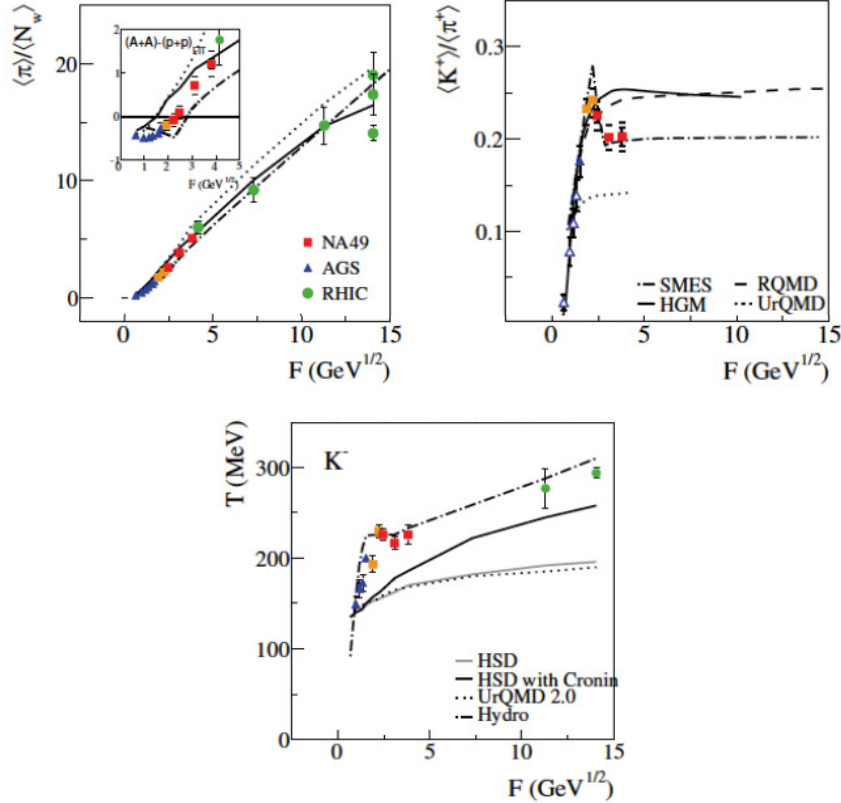 ⟨π⟩/⟨N_w⟩
20
10
0
0 5 10 15
F (GeV^{1/2})
(A+A)-(p+p)
2
1
0
-1
0 1 2 3 4 5
F (GeV^{1/2})
NA49
AGS
RHIC
⟨K⁺⟩/⟨π⁺⟩
0.3
0.2
0.1
0 5 10 15
F (GeV^{1/2})
SMES
HGM
RQMD
UrQMD
T (MeV)
K⁻
300
200
100
0
0 5 10 15
F (GeV^{1/2})
HSD
HSD with Cronin
UrQMD 2.0
Hydro